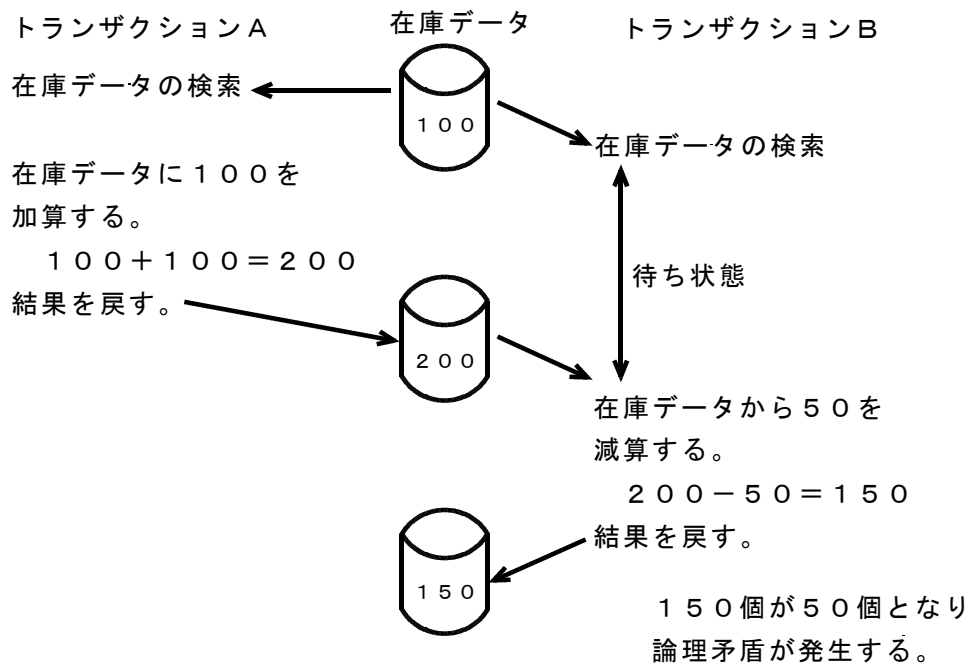 トランザクションA
在庫データ
トランザクションB
在庫データの検索
100
在庫データの検索
在庫データに100を
加算する。
100+100=200
結果を戻す。
待ち状態
200
在庫データから50を
減算する。
200-50=150
結果を戻す。
150
150個が50個となり
論理矛盾が発生する。